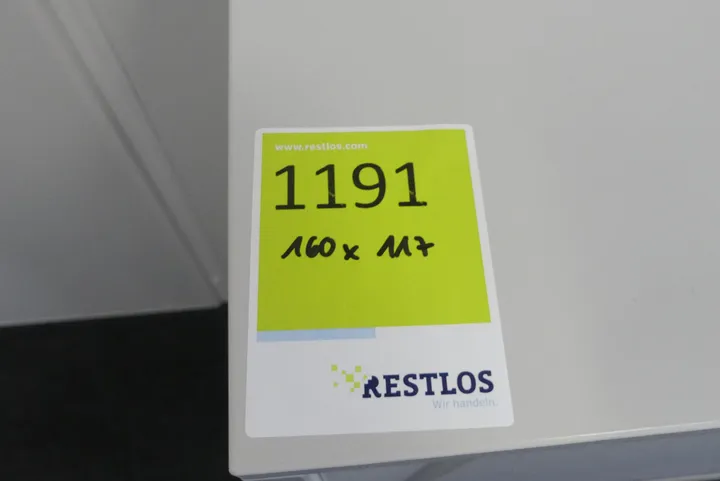 www.restlos.com
1191
160 x 117
RESTLOS
Wir handeln.